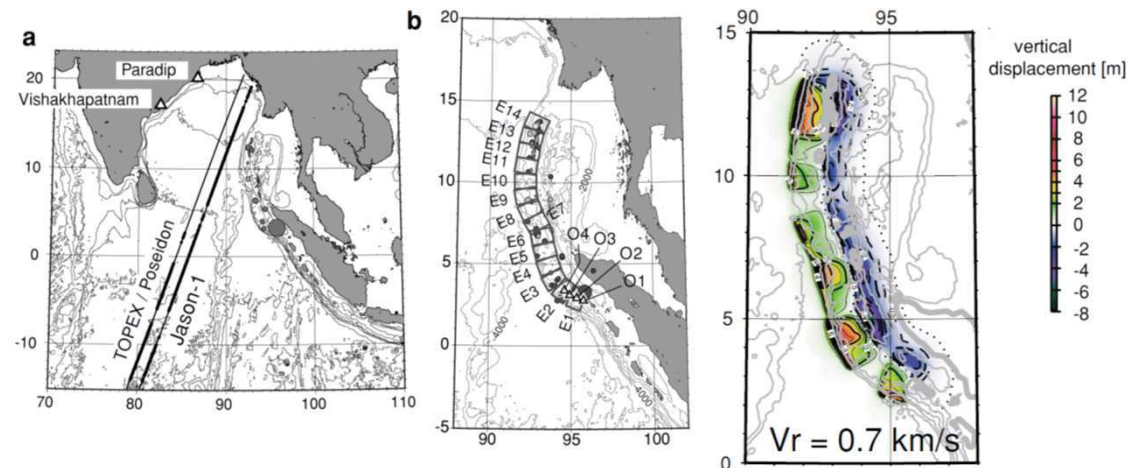 a
20
10
0
-10
70
80
90
100
110
Paradip
Vishakhapatnam
TOPEX / Poseidon
Jason-1
b
20
15
10
5
0
-5
90
95
100
E14
E13
E12
E11
E10
E9
E8
E7
E6
E5
E4
E3
E2
E1
O4
O3
O2
O1
-2000
4000
4000
90
95
15
10
5
0
Vr = 0.7 km/s
vertical
displacement [m]
12
10
8
6
4
2
0
-2
-4
-6
-8